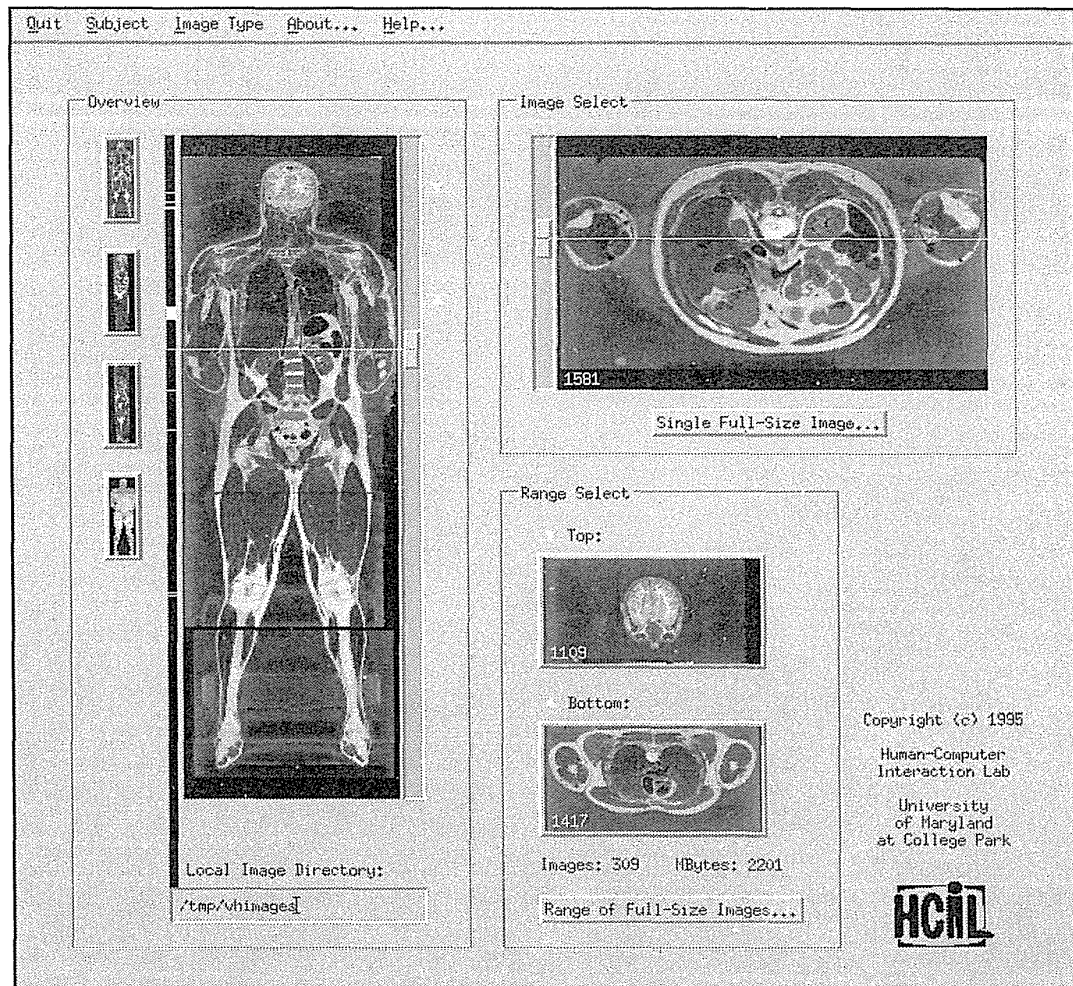 Quit Subject Image Type About... Help...
Overview
Local Image Directory:
/tmp/vhimages
Image Select
1581
Single Full-Size Image...
Range Select
Top:
1109
Bottom:
1417
Images: 309 MBytes: 2201
Range of Full-Size Images...
Copyright (c) 1995
Human-Computer
Interaction Lab
University
of Maryland
at College Park
HCIL